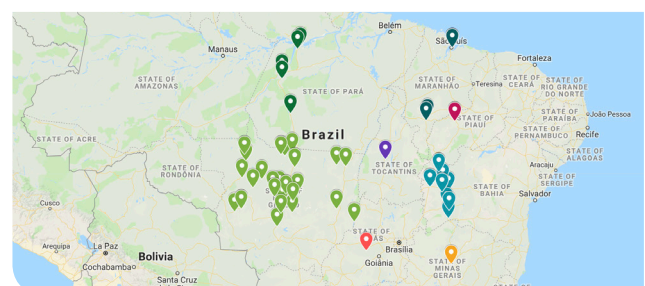 Belém
Manaus
São Luís
Fortaleza
STATE OF
AMAZONAS
STATE OF PARÁ
STATE OF
MARANHÃO
Teresina
STATE OF
CEARÁ
STATE OF
RIO GRANDE
DO NORTE
STATE OF ACRE
Brazil
STATE OF
PIAUÍ
STATE OF
PARAÍBA
João Pessoa
STATE OF
PERNAMBUCO
Recife
STATE OF
RONDÔNIA
STATE OF
TOCANTINS
STATE OF
ALAGOAS
Aracaju
STATE OF
SERGIPE
STATE OF
BAHIA
Salvador
Cusco
STATE OF
Arequipa
La Paz
Bolivia
Cochabamba
Santa Cruz
Brasília
Goiânia
STATE OF
MINAS
GERAIS